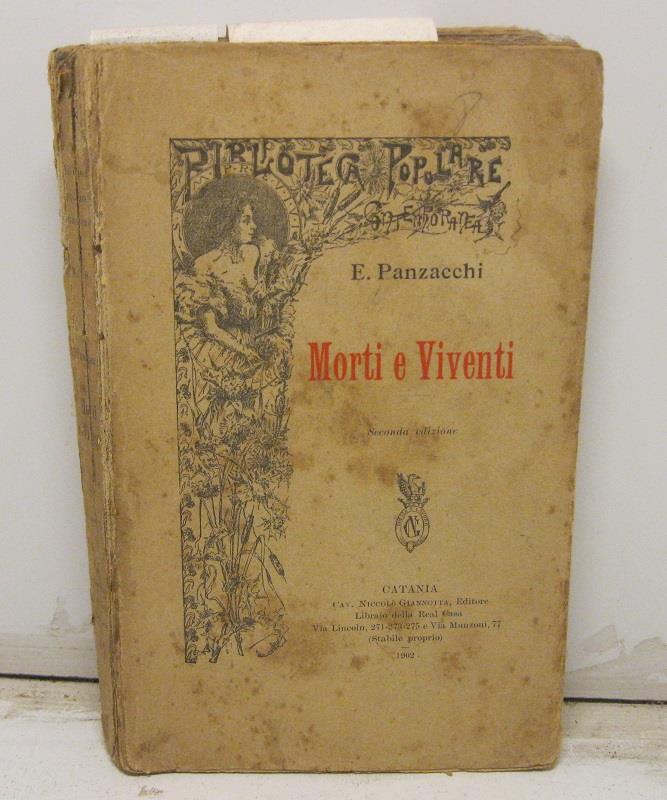 BIBLIOTECA POPOLARE
CONTEMPORANEA
E. Panzacchi
Morti e Viventi
Seconda edizione
CATANIA
CAV. NICCOLÒ GIANNOTTA, Editore
Librajo della Real Casa
Via Lincoln, 271-273-275 e Via Manzoni, 77
(Stabile proprio)
1902